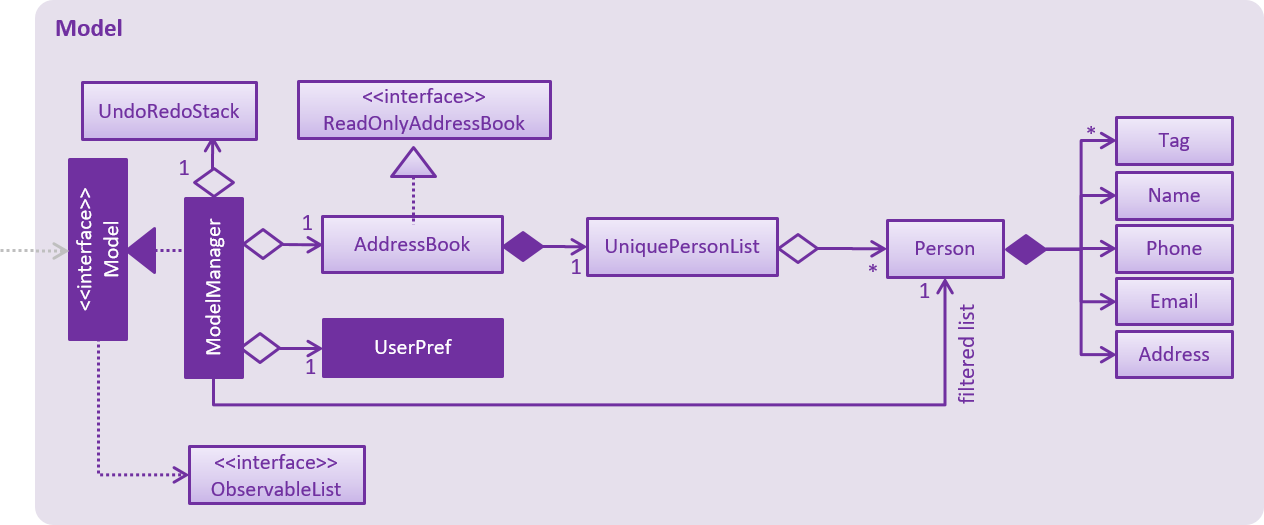 Model
UndoRedoStack
<<interface>>
ReadOnlyAddressBook
1
<<interface>>
Model
ModelManager
1
AddressBook
1
UniquePersonList
*
Person
1
filtered list
*
Tag
Name
Phone
Email
Address
1
UserPref
<<interface>>
ObservableList